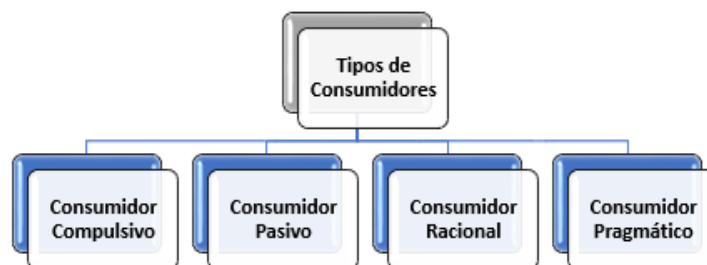 Tipos de
Consumidores
Consumidor
Compulsivo
Consumidor
Pasivo
Consumidor
Racional
Consumidor
Pragmático